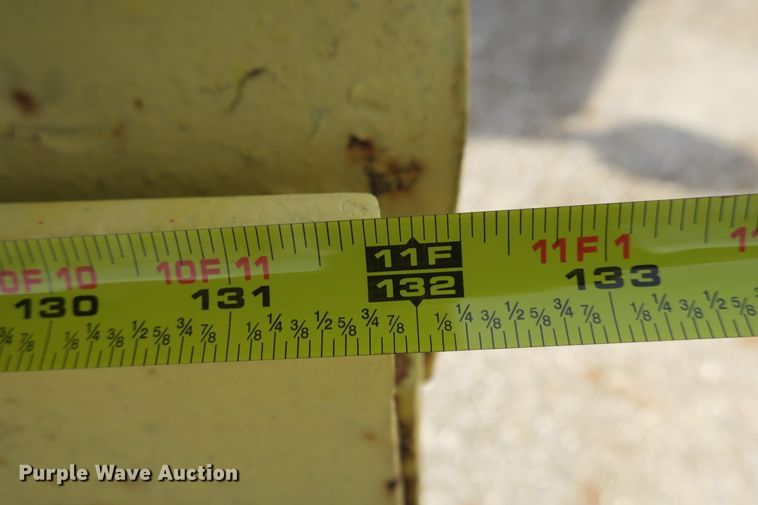 0F 10 10F 11 11F 11F 1 1
130 131 132 133
3/4 7/8 1/8 1/4 3/8 1/2 5/8 3/4 7/8 1/8 1/4 3/8 1/2 5/8 3/4 7/8 1/8 1/4 3/8 1/2 5/8 3/4 7/8 1/8 1/4 3/8 1/2 5/8
Purple Wave Auction